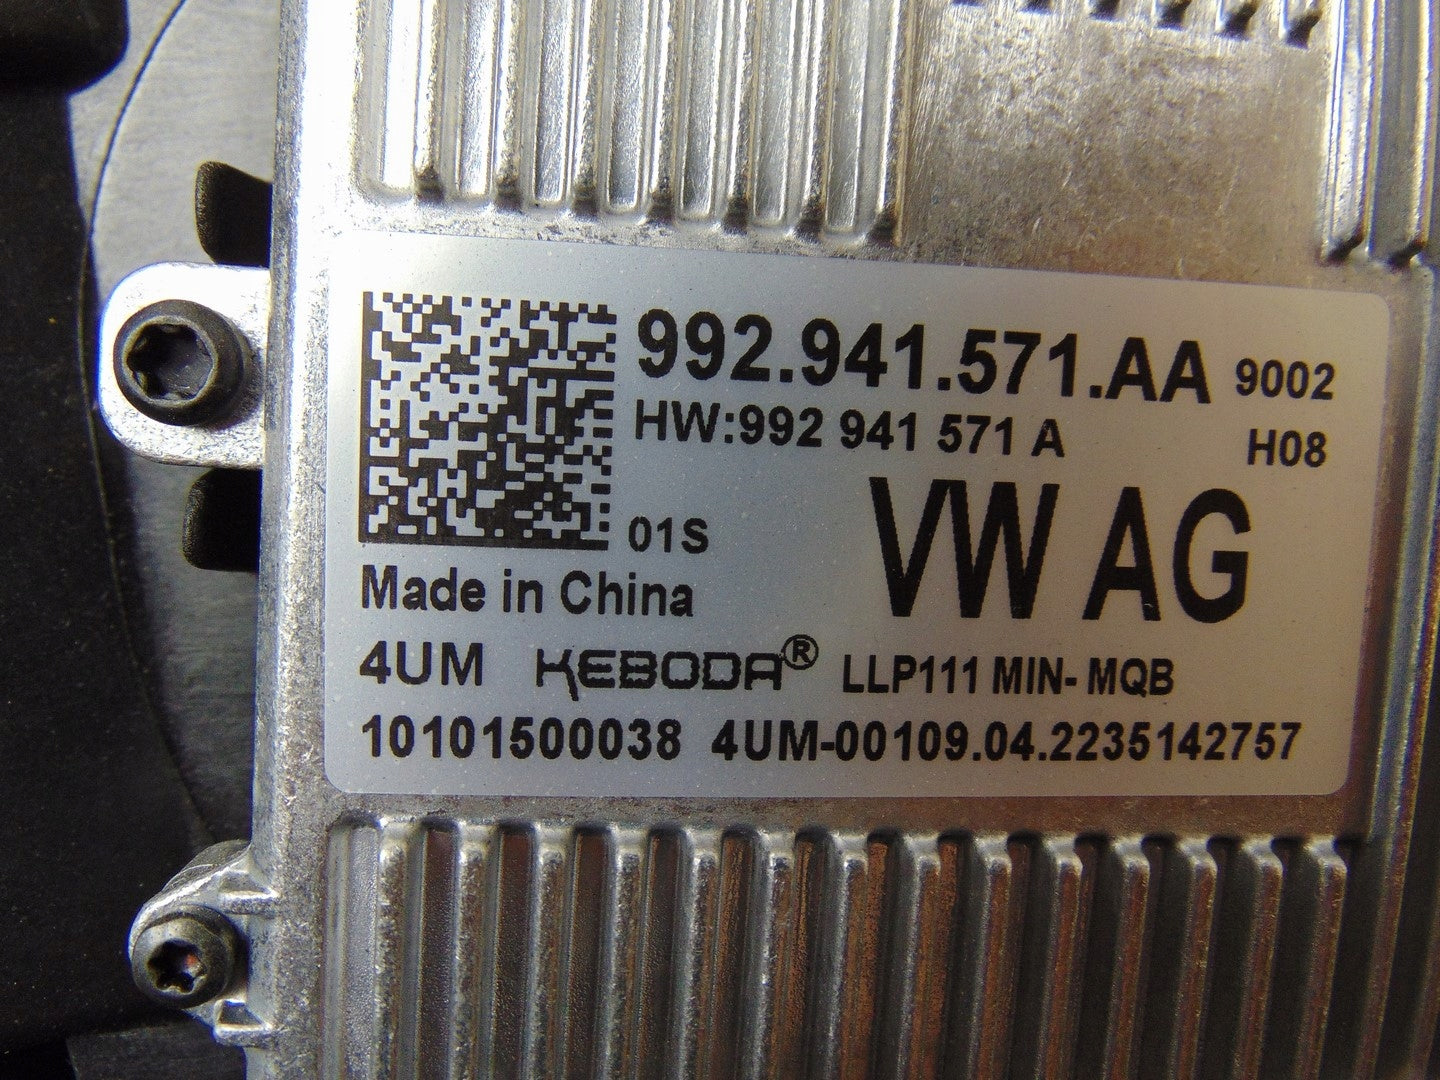 992.941.571.AA 9002
HW:992 941 571 A H08
VW AG
01S
Made in China
4UM KEBODA® LLP111 MIN- MQB
10101500038 4UM-00109.04.2235142757